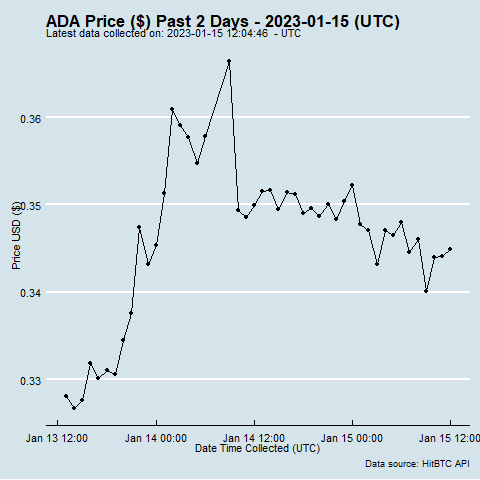 ADA Price ($) Past 2 Days - 2023-01-15 (UTC)
Latest data collected on: 2023-01-15 12:04:46  - UTC
0.36
0.35
0.34
0.33
Price USD ($)
Jan 13 12:00
Jan 14 00:00
Jan 14 12:00
Jan 15 00:00
Jan 15 12:00
Date Time Collected (UTC)
Data source: HitBTC API